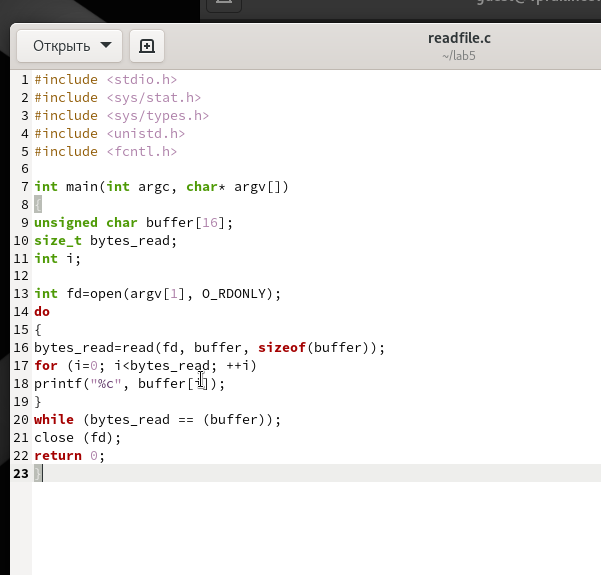 Открыть
readfile.c
~/lab5
1 #include <stdio.h>
2 #include <sys/stat.h>
3 #include <sys/types.h>
4 #include <unistd.h>
5 #include <fcntl.h>
6
7 int main(int argc, char* argv[])
8 {
9 unsigned char buffer[16];
10 size_t bytes_read;
11 int i;
12
13 int fd=open(argv[1], O_RDONLY);
14 do
15 {
16 bytes_read=read(fd, buffer, sizeof(buffer));
17 for (i=0; i<bytes_read; ++i)
18 printf("%c", buffer[i]);
19 }
20 while (bytes_read == (buffer));
21 close (fd);
22 return 0;
23 }